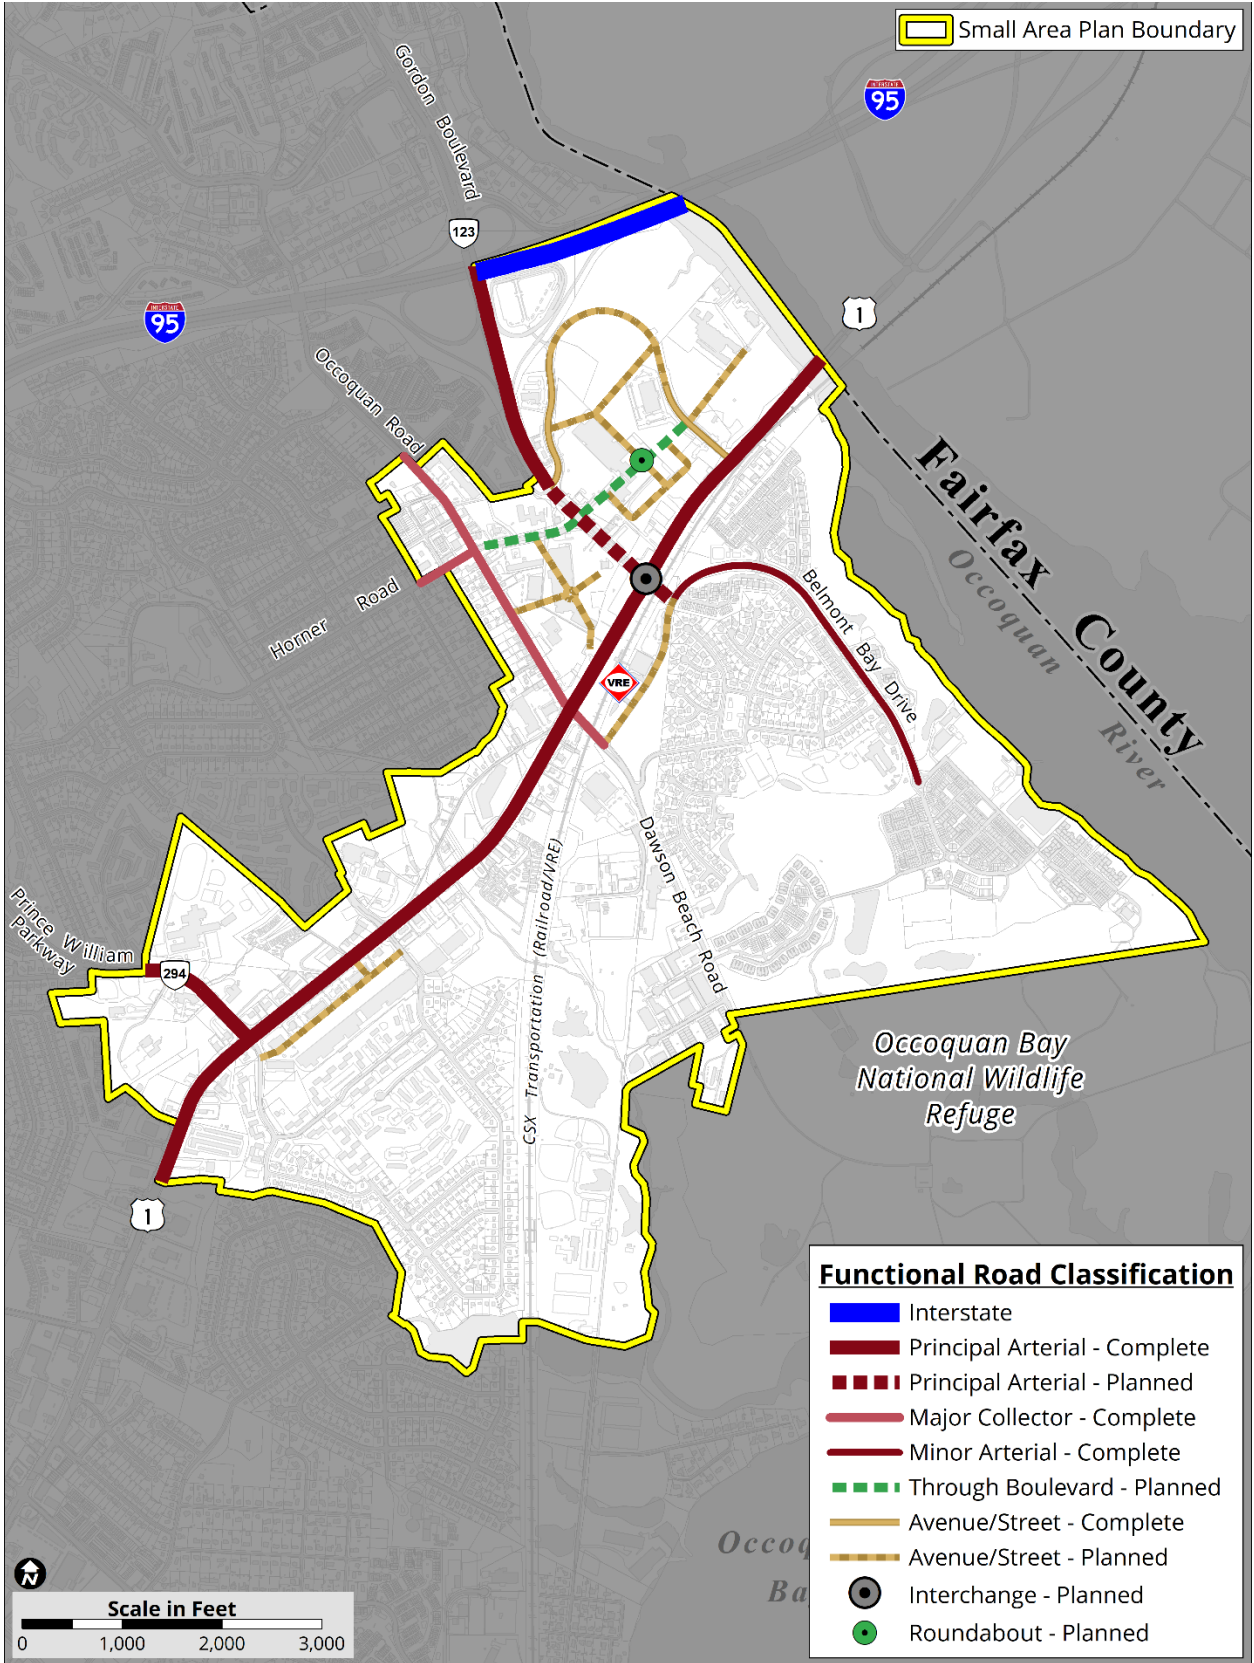 Small Area Plan Boundary
Gordon Boulevard
INTERSTATE
95
123
INTERSTATE
95
1
Occoquan Road
Horner Road
Fairfax County
Occoquan River
Belmont Bay Drive
VRE
Dawson Beach Road
CSX Transportation (Railroad/VRE)
Prince William
Parkway
294
Occoquan Bay
National Wildlife
Refuge
1
Functional Road Classification
Interstate
Principal Arterial - Complete
Principal Arterial - Planned
Major Collector - Complete
Minor Arterial - Complete
Through Boulevard - Planned
Avenue/Street - Complete
Avenue/Street - Planned
Interchange - Planned
Roundabout - Planned
Occoq
Ba
N
Scale in Feet
0 1,000 2,000 3,000